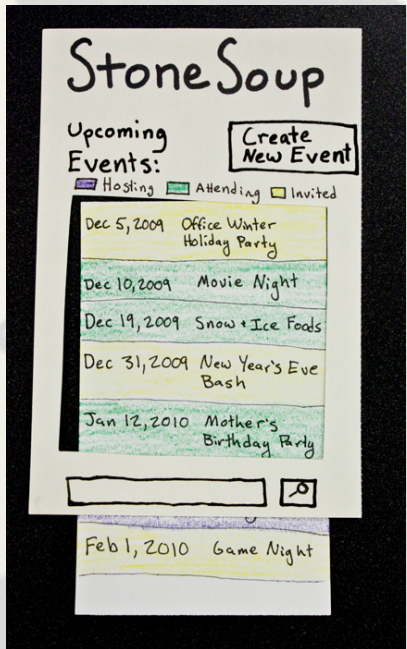 StoneSoup
Upcoming
Events:
Create
New Event
Hosting Attending Invited
Dec 5, 2009 Office Winter
Holiday Party
Dec 10, 2009 Movie Night
Dec 19, 2009 Snow + Ice Foods
Dec 31, 2009 New Year's Eve
Bash
Jan 12, 2010 Mother's
Birthday Party
Feb 1, 2010 Game Night